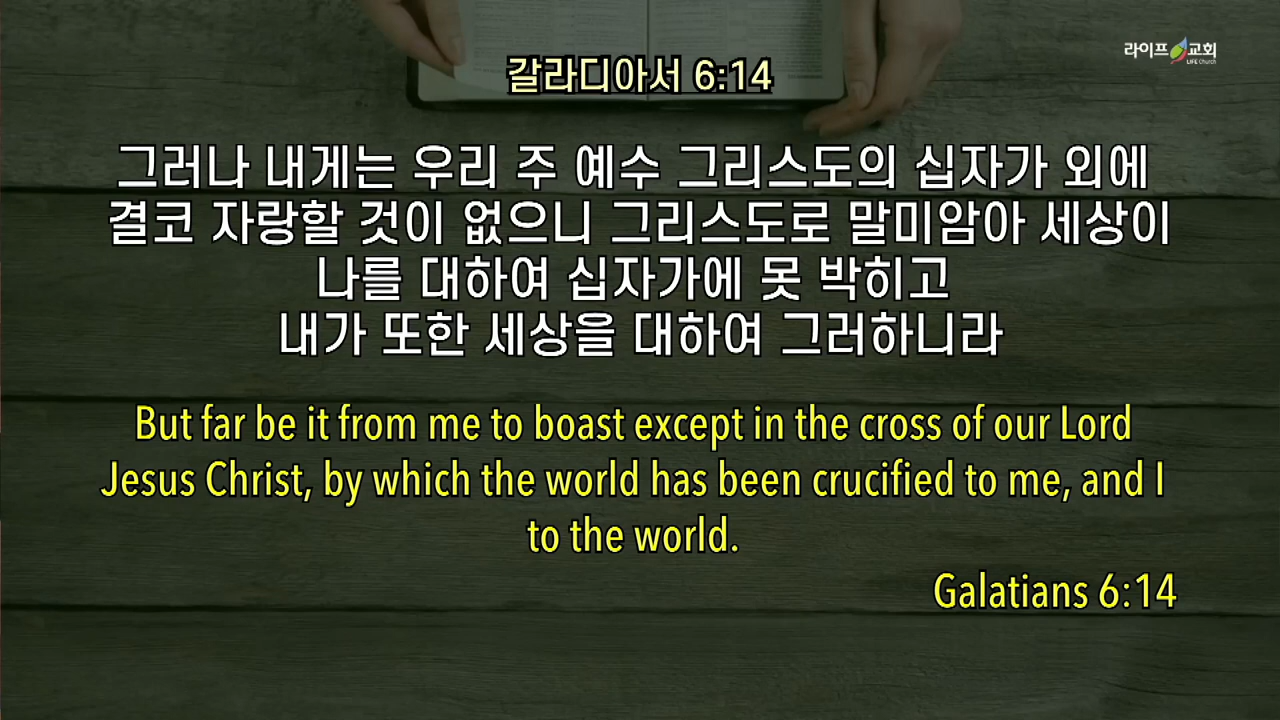 라이프교회
LIFE Church
갈라디아서 6:14
그러나 내게는 우리 주 예수 그리스도의 십자가 외에
결코 자랑할 것이 없으니 그리스도로 말미암아 세상이
나를 대하여 십자가에 못 박히고
내가 또한 세상을 대하여 그러하니라
But far be it from me to boast except in the cross of our Lord
Jesus Christ, by which the world has been crucified to me, and I
to the world.
Galatians 6:14